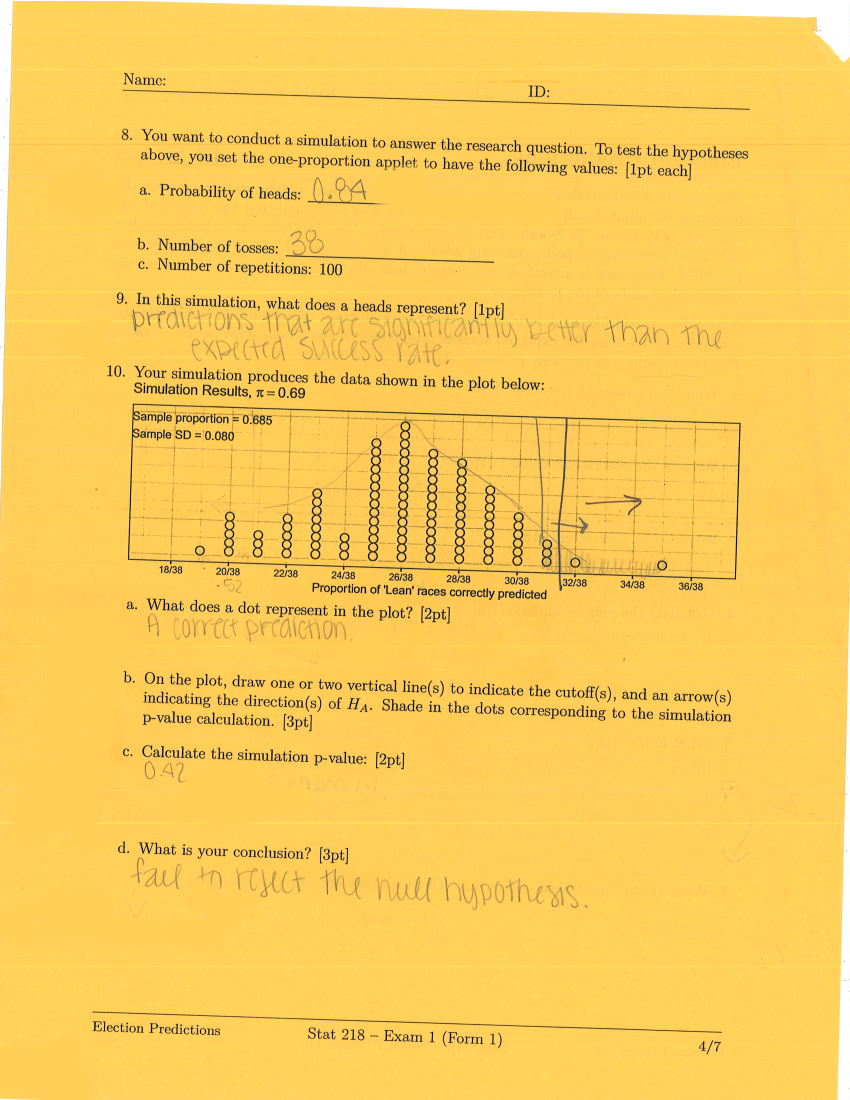 Name:
ID:
8. You want to conduct a simulation to answer the research question. To test the hypotheses
above, you set the one-proportion applet to have the following values: [1pt each]
a. Probability of heads: 0.84
b. Number of tosses: 38
c. Number of repetitions: 100
9. In this simulation, what does a heads represent? [1pt]
predictions that are significantly better than the
expected success rate.
10. Your simulation produces the data shown in the plot below:
Simulation Results, π = 0.69
Sample proportion = 0.685
Sample SD = 0.080
18/38 20/38 22/38 24/38 26/38 28/38 30/38 32/38 34/38 36/38
.52
Proportion of 'Lean' races correctly predicted
a. What does a dot represent in the plot? [2pt]
A correct prediction.
b. On the plot, draw one or two vertical line(s) to indicate the cutoff(s), and an arrow(s)
indicating the direction(s) of H_A. Shade in the dots corresponding to the simulation
p-value calculation. [3pt]
c. Calculate the simulation p-value: [2pt]
0.42
d. What is your conclusion? [3pt]
fail to reject the null hypothesis.
Election Predictions
Stat 218 – Exam 1 (Form 1)
4/7